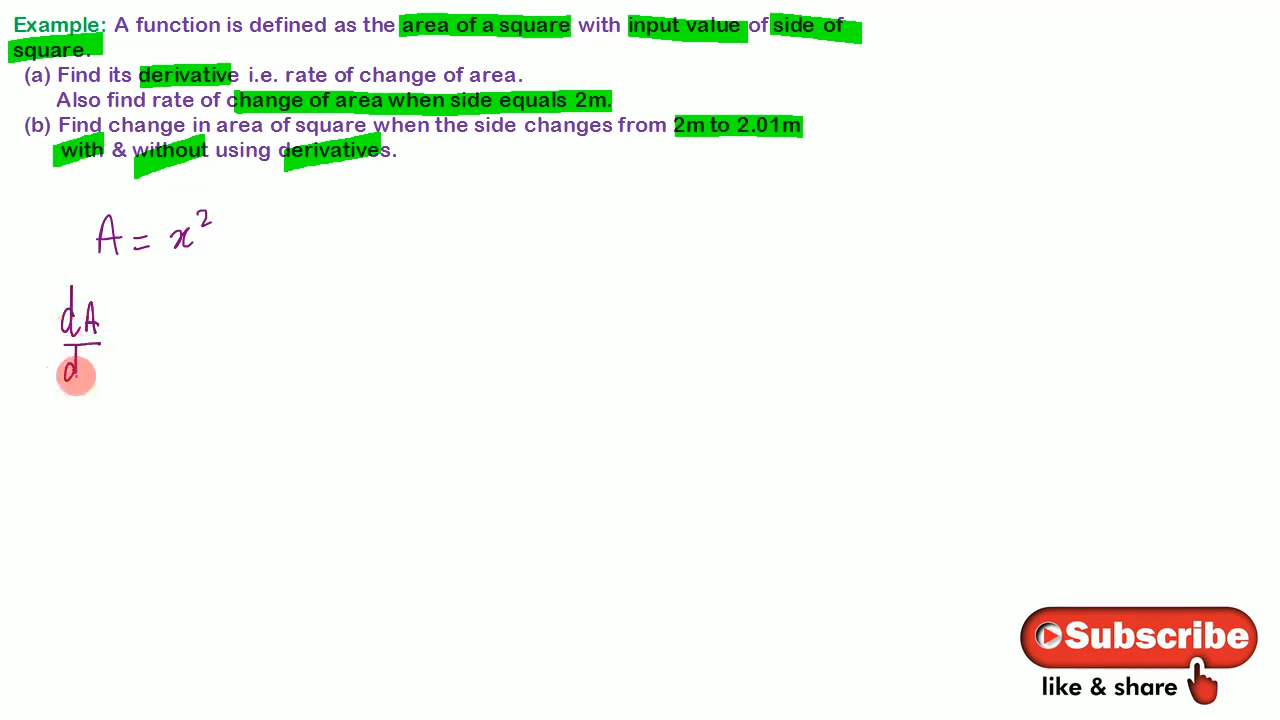 Example: A function is defined as the area of a square with input value of side of
square.
(a) Find its derivative i.e. rate of change of area.
Also find rate of change of area when side equals 2m.
(b) Find change in area of square when the side changes from 2m to 2.01m
with & without using derivatives.
A = x²
dA
d
Subscribe
like & share